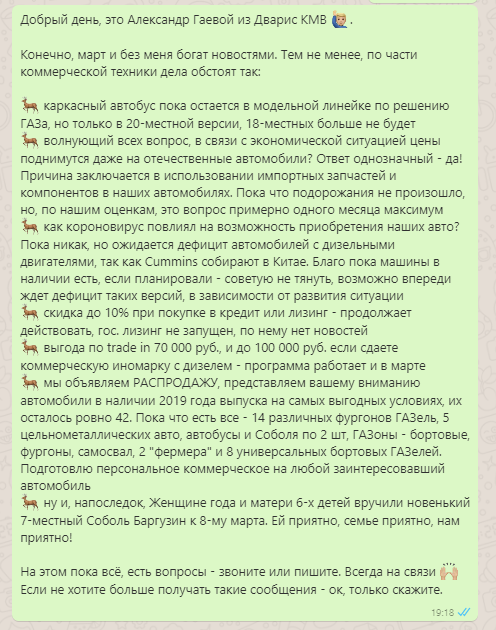 Добрый день, это Александр Гаевой из Дварис КМВ 🙋🏼‍♂️.
Конечно, март и без меня богат новостями. Тем не менее, по части
коммерческой техники дела обстоят так:
🦌 каркасный автобус пока остается в модельной линейке по решению
ГАЗа, но только в 20-местной версии, 18-местных больше не будет
🦌 волнующий всех вопрос, в связи с экономической ситуацией цены
поднимутся даже на отечественные автомобили? Ответ однозначный - да!
Причина заключается в использовании импортных запчастей и
компонентов в наших автомобилях. Пока что подорожания не произошло,
но, по нашим оценкам, это вопрос примерно одного месяца максимум
🦌 как короновирус повлиял на возможность приобретения наших авто?
Пока никак, но ожидается дефицит автомобилей с дизельными
двигателями, так как Cummins собирают в Китае. Благо пока машины в
наличии есть, если планировали - советую не тянуть, возможно впереди
ждет дефицит таких версий, в зависимости от развития ситуации
🦌 скидка до 10% при покупке в кредит или лизинг - продолжает
действовать, гос. лизинг не запущен, по нему нет новостей
🦌 выгода по trade in 70 000 руб., и до 100 000 руб. если сдаете
коммерческую иномарку с дизелем - программа работает и в марте
🦌 мы объявляем РАСПРОДАЖУ, представляем вашему вниманию
автомобили в наличии 2019 года выпуска на самых выгодных условиях, их
осталось ровно 42. Пока что есть все - 14 различных фургонов ГАЗель, 5
цельнометаллических авто, автобусы и Соболя по 2 шт, ГАЗоны - бортовые,
фургоны, самосвал, 2 "фермера" и 8 универсальных бортовых ГАЗелей.
Подготовлю персональное коммерческое на любой заинтересовавший
автомобиль
🦌 ну и, напоследок, Женщине года и матери 6-х детей вручили новенький
7-местный Соболь Баргузин к 8-му марта. Ей приятно, семье приятно, нам
приятно!
На этом пока всё, есть вопросы - звоните или пишите. Всегда на связи 🙌🏼
Если не хотите больше получать такие сообщения - ок, только скажите.
19:18